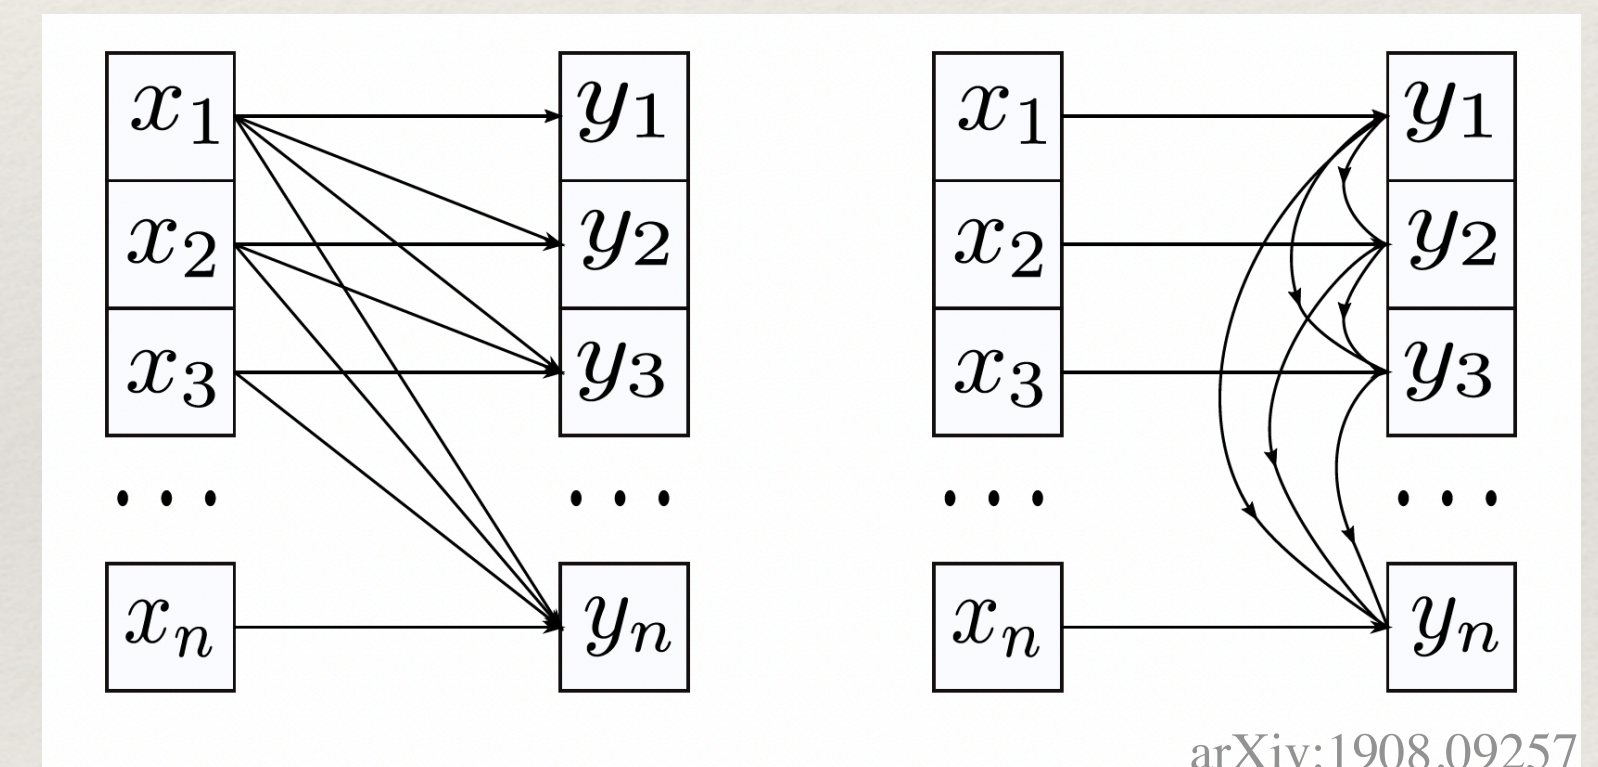 x₁ y₁ x₁ y₁
x₂ y₂ x₂ y₂
x₃ y₃ x₃ y₃
... ... ... ...
xₙ yₙ xₙ yₙ
arXiv:1908.09257